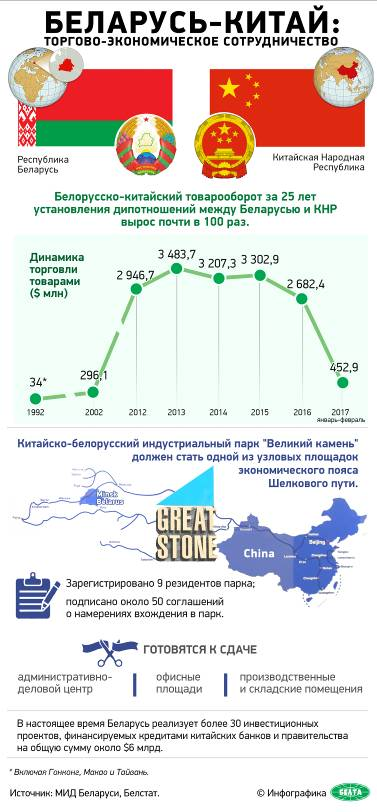 БЕЛАРУСЬ-КИТАЙ:
ТОРГОВО-ЭКОНОМИЧЕСКОЕ СОТРУДНИЧЕСТВО
Республика
Беларусь
Китайская Народная
Республика
Белорусско-китайский товарооборот за 25 лет
установления дипотношений между Беларусью и КНР
вырос почти в 100 раз.
Динамика
торговли
товарами
($ млн)
34*
296,1
2 946,7
3 483,7
3 207,3
3 302,9
2 682,4
452,9
1992
2002
2012
2013
2014
2015
2016
2017
январь-февраль
Китайско-белорусский индустриальный парк "Великий камень"
должен стать одной из узловых площадок
экономического пояса
Шелкового пути.
Minsk
Belarus
GREAT
STONE
China
Beijing
Зарегистрировано 9 резидентов парка;
подписано около 50 соглашений
о намерениях вхождения в парк.
ГОТОВЯТСЯ К СДАЧЕ
административно-
деловой центр
офисные
площади
производственные
и складские помещения
В настоящее время Беларусь реализует более 30 инвестиционных
проектов, финансируемых кредитами китайских банков и правительства
на общую сумму около $6 млрд.
* Включая Гонконг, Макао и Тайвань.
Источник: МИД Беларуси, Белстат.
© Инфографика
БЕЛТА